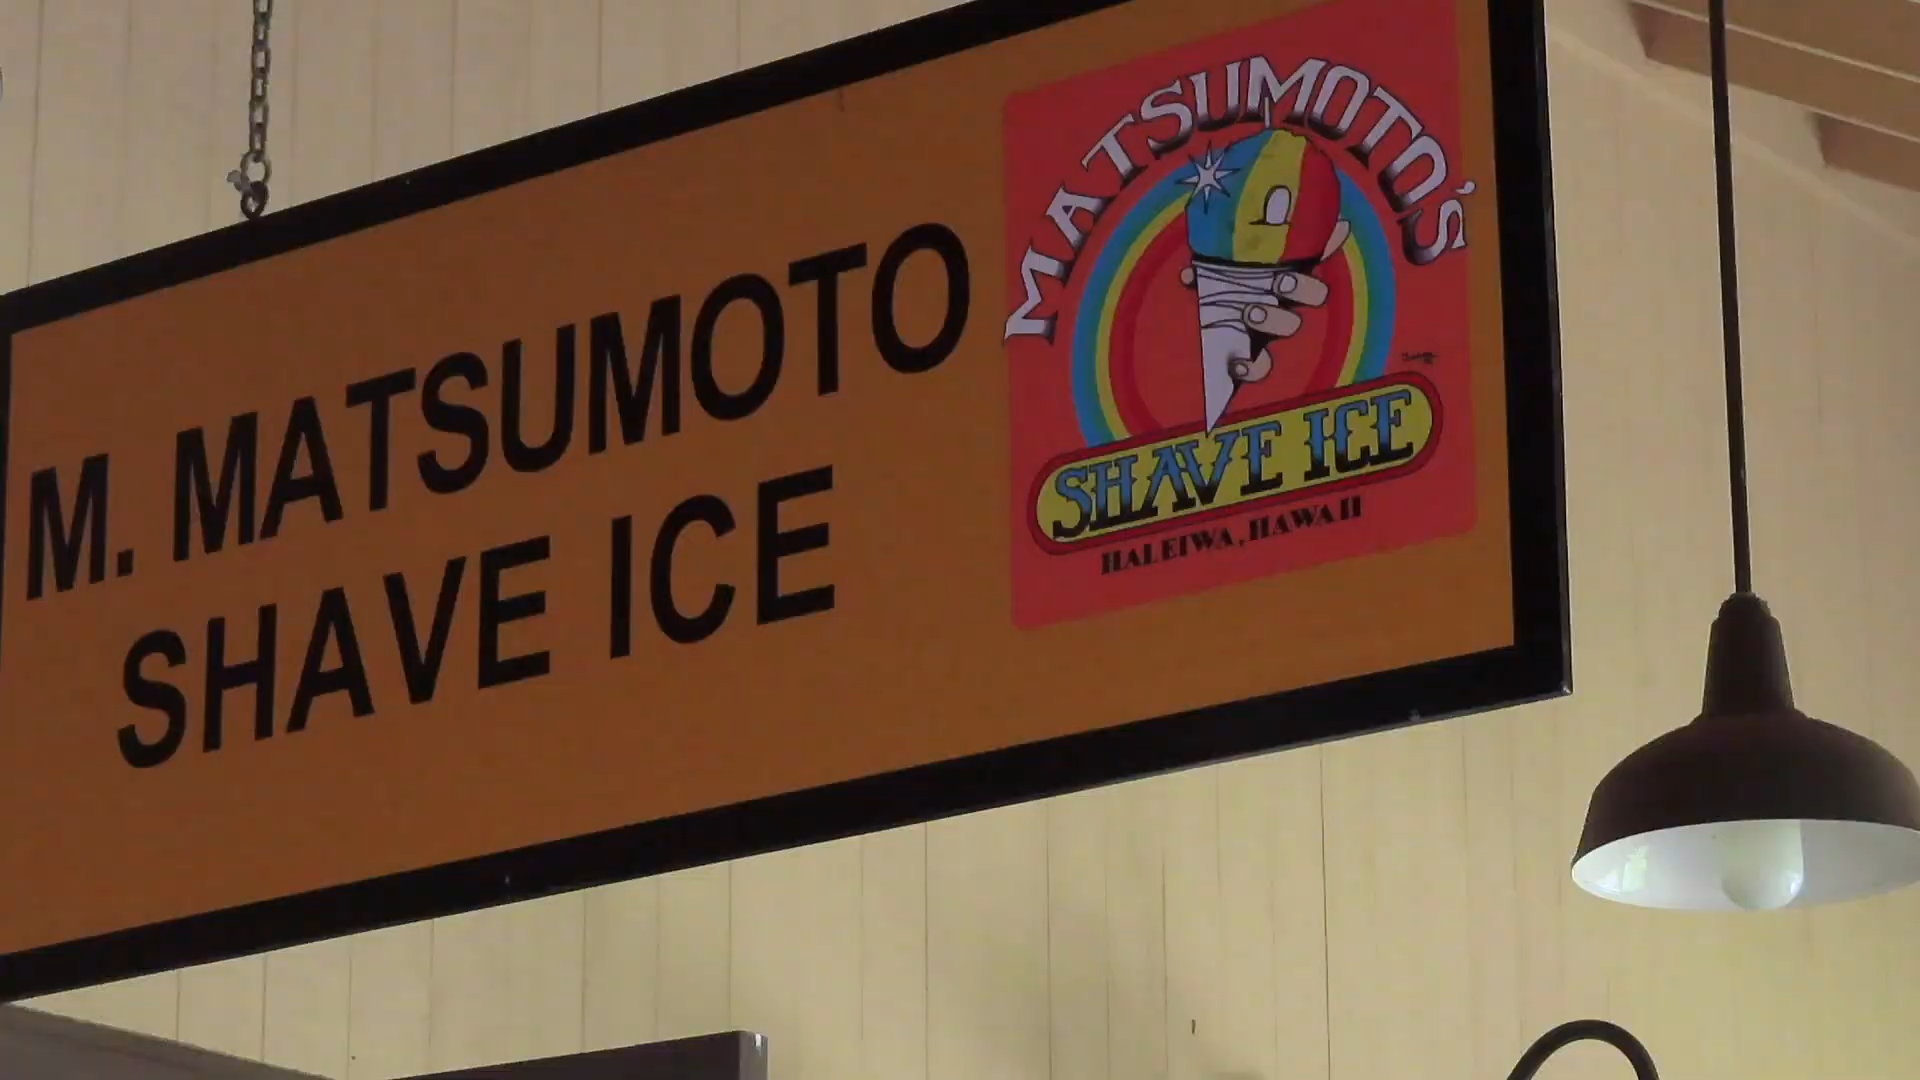 M. MATSUMOTO
SHAVE ICE
MATSUMOTO'S
SHAVE ICE
HALEIWA, HAWAII